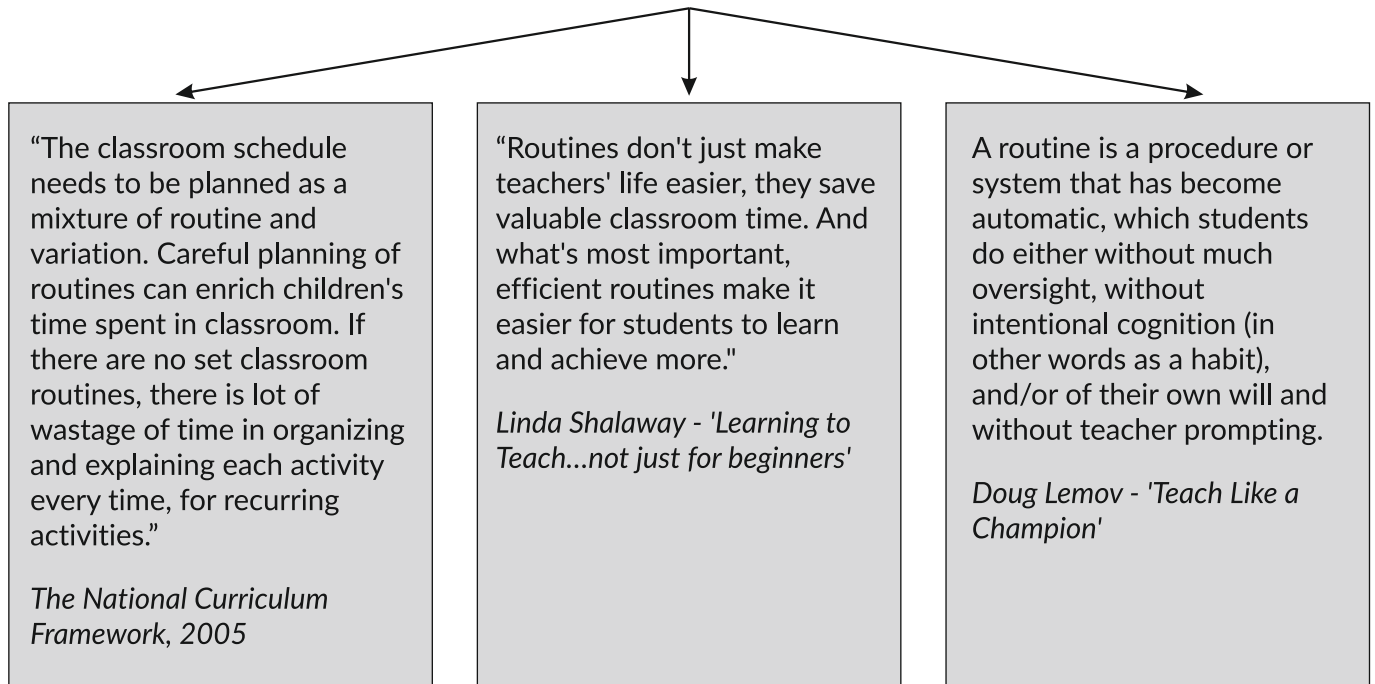 “The classroom schedule
needs to be planned as a
mixture of routine and
variation. Careful planning of
routines can enrich children's
time spent in classroom. If
there are no set classroom
routines, there is lot of
wastage of time in organizing
and explaining each activity
every time, for recurring
activities.”
The National Curriculum
Framework, 2005
“Routines don't just make
teachers' life easier, they save
valuable classroom time. And
what's most important,
efficient routines make it
easier for students to learn
and achieve more."
Linda Shalaway - 'Learning to
Teach...not just for beginners'
A routine is a procedure or
system that has become
automatic, which students
do either without much
oversight, without
intentional cognition (in
other words as a habit),
and/or of their own will and
without teacher prompting.
Doug Lemov - 'Teach Like a
Champion'